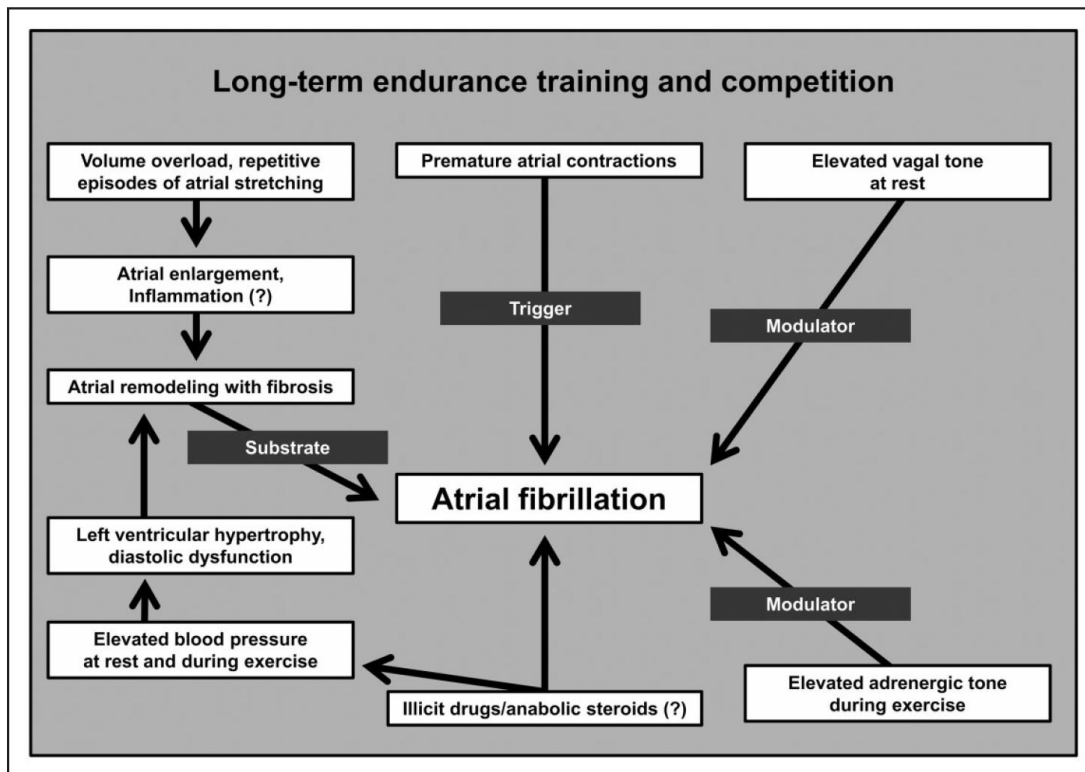 Long-term endurance training and competition
Volume overload, repetitive
episodes of atrial stretching
Premature atrial contractions
Elevated vagal tone
at rest
Atrial enlargement,
Inflammation (?)
Trigger
Modulator
Atrial remodeling with fibrosis
Substrate
Atrial fibrillation
Left ventricular hypertrophy,
diastolic dysfunction
Modulator
Elevated blood pressure
at rest and during exercise
Illicit drugs/anabolic steroids (?)
Elevated adrenergic tone
during exercise